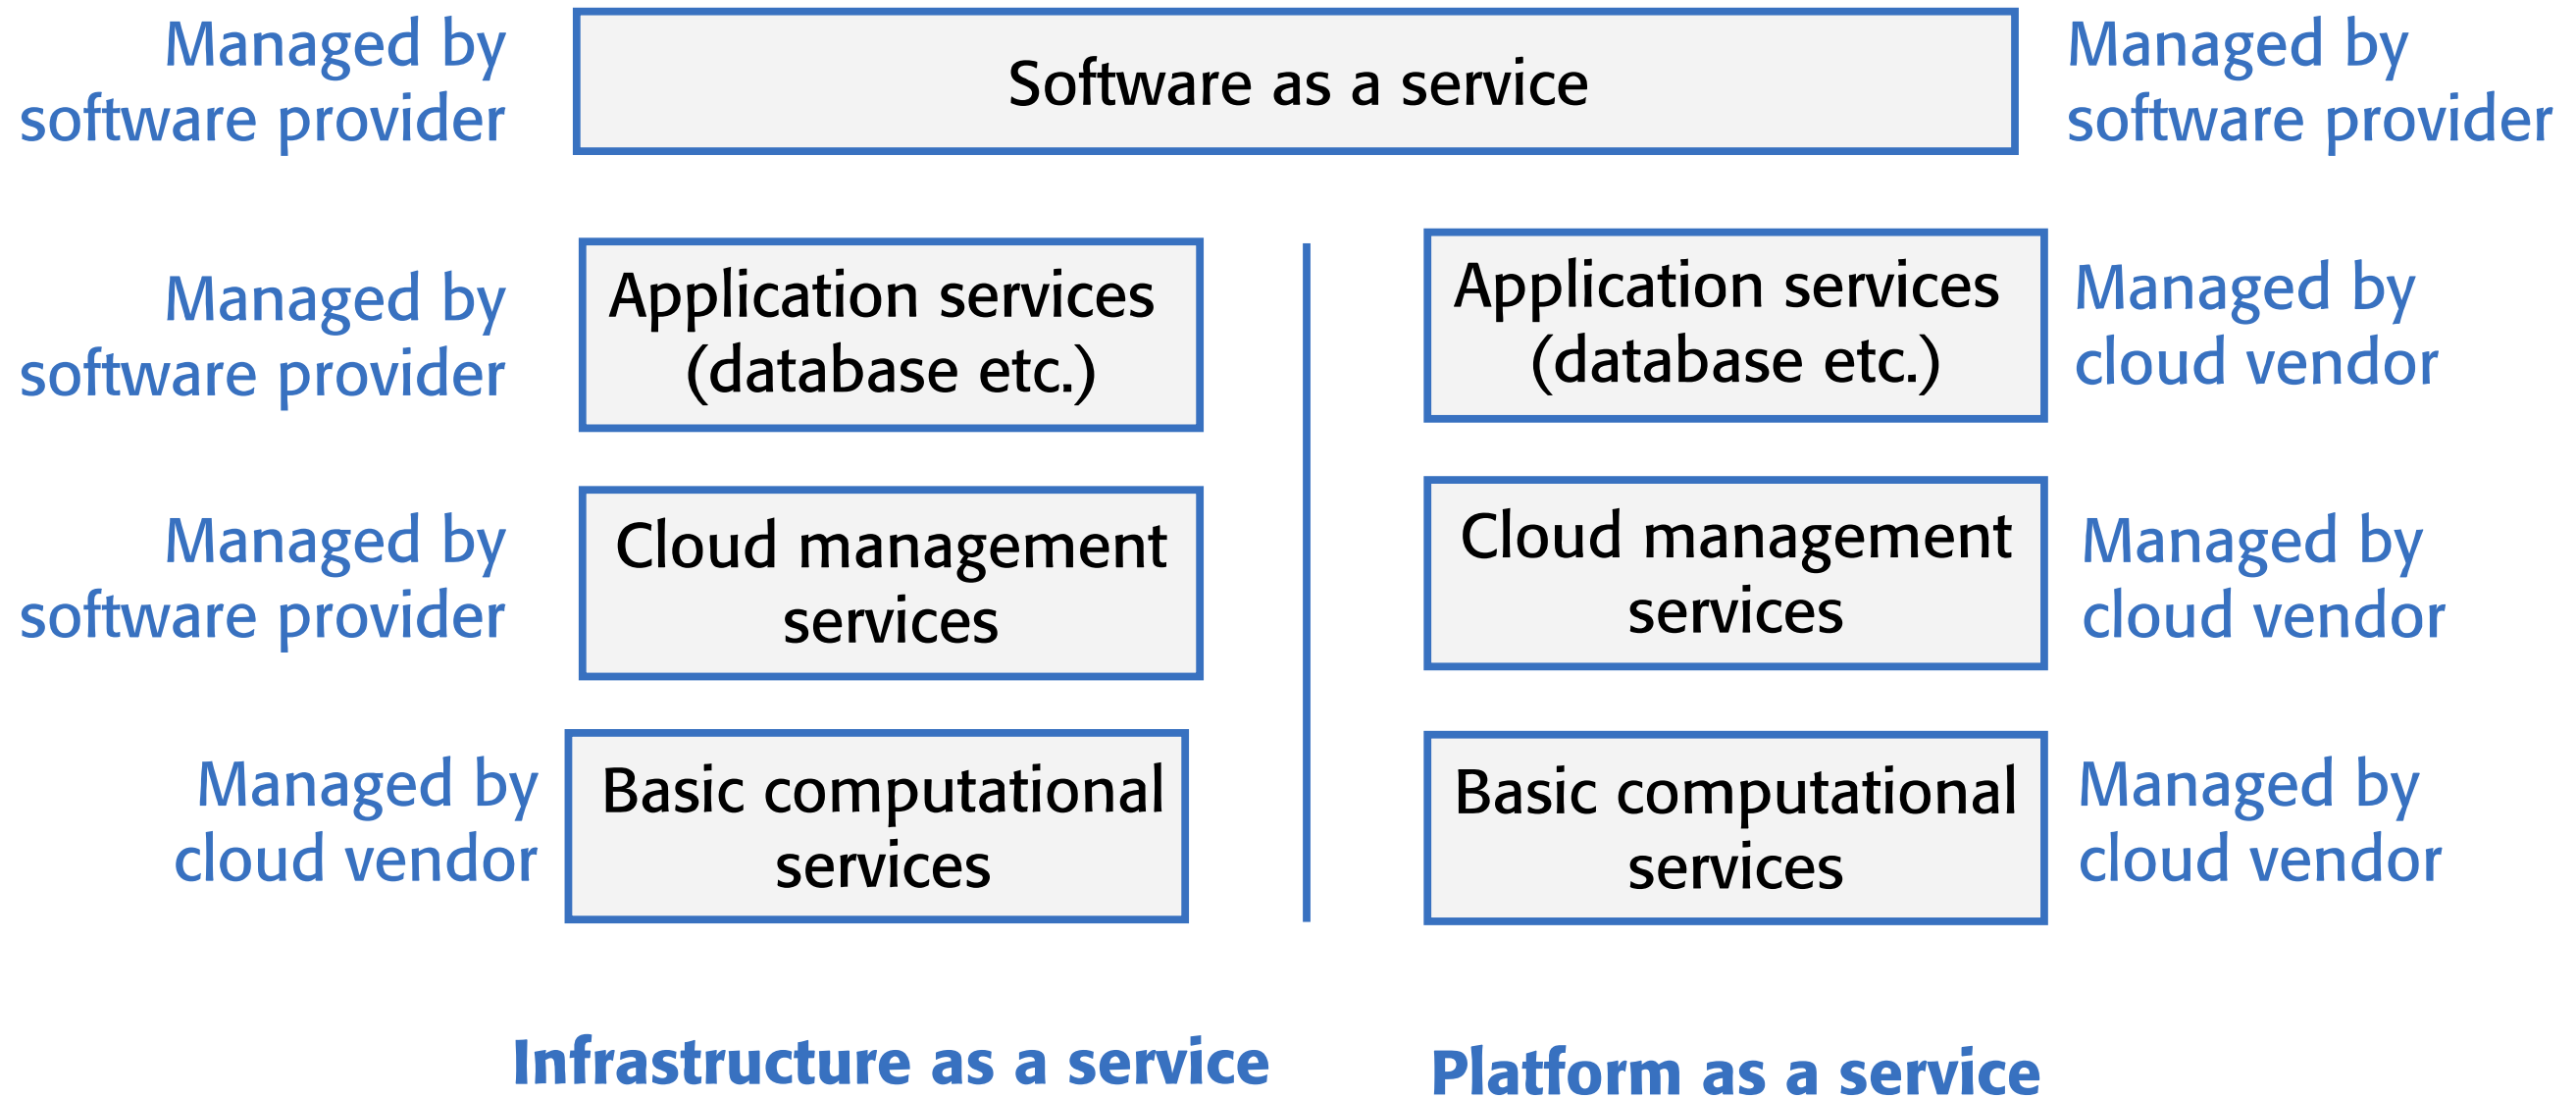 Managed by
software provider
Software as a service
Managed by
software provider
Managed by
software provider
Application services
(database etc.)
Application services
(database etc.)
Managed by
cloud vendor
Managed by
software provider
Cloud management
services
Cloud management
services
Managed by
cloud vendor
Managed by
cloud vendor
Basic computational
services
Basic computational
services
Managed by
cloud vendor
Infrastructure as a service
Platform as a service